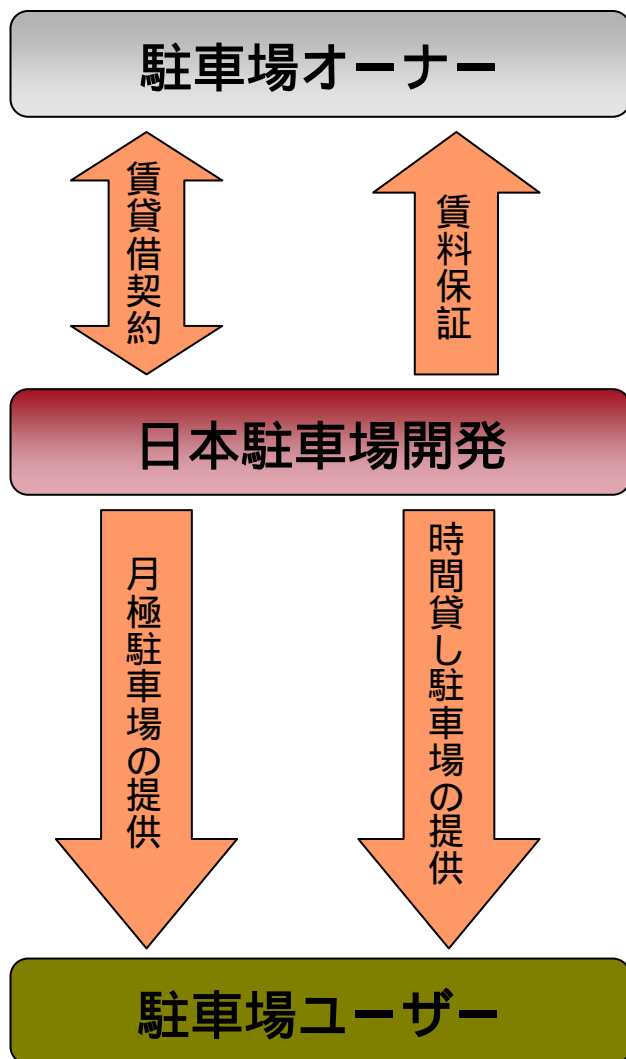 駐車場オーナー
賃貸借契約
賃料保証
日本駐車場開発
月極駐車場の提供
時間貸し駐車場の提供
駐車場ユーザー